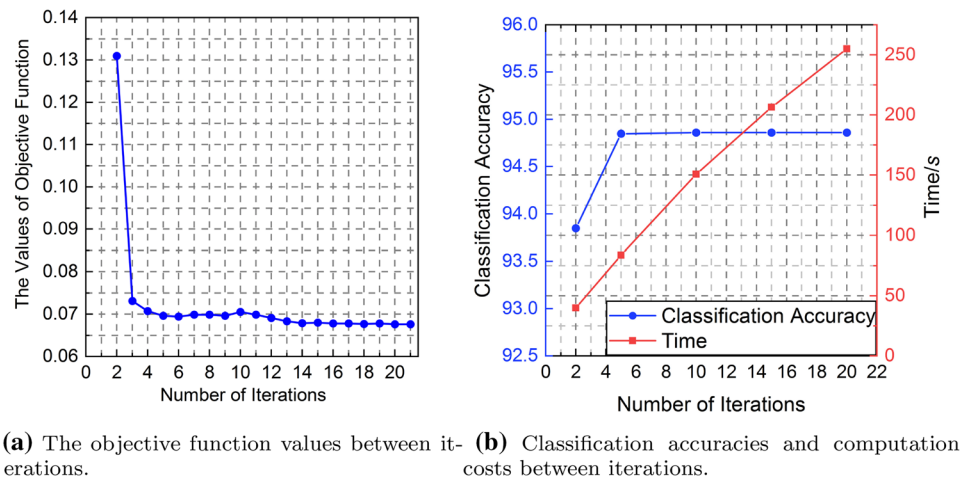 0.14
0.13
0.12
0.11
0.10
0.09
0.08
0.07
0.06
The Values of Objective Function
0 2 4 6 8 10 12 14 16 18 20
Number of Iterations
96.0
95.5
95.0
94.5
94.0
93.5
93.0
92.5
Classification Accuracy
250
200
150
100
50
0
Time/s
Classification Accuracy
Time
0 2 4 6 8 10 12 14 16 18 20 22
Number of Iterations
(a) The objective function values between it-
erations.
(b) Classification accuracies and computation
costs between iterations.